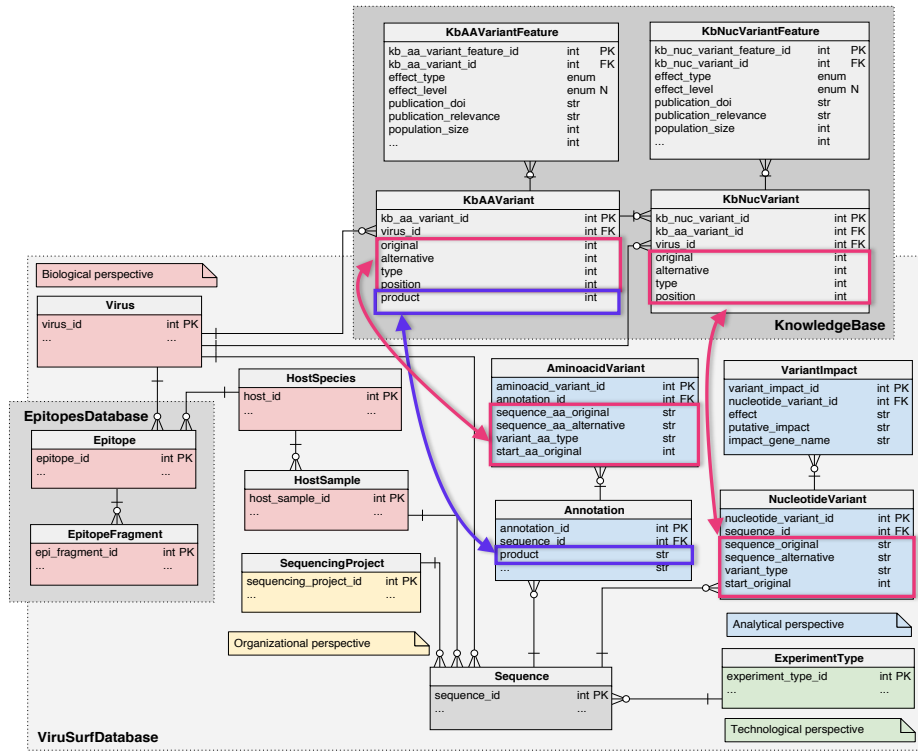 KbAAVariantFeature
kb_aa_variant_feature_id int PK
kb_aa_variant_id int FK
effect_type enum
effect_level enum N
publication_doi str
publication_relevance str
population_size int
... int
KbNucVariantFeature
kb_nuc_variant_feature_id int PK
kb_nuc_variant_id int FK
effect_type enum
effect_level enum N
publication_doi str
publication_relevance str
population_size int
... int
KbAAVariant
kb_aa_variant_id int PK
virus_id int FK
original int
alternative int
type int
position int
product int
KbNucVariant
kb_nuc_variant_id int PK
kb_aa_variant_id int FK
virus_id int FK
original int
alternative int
type int
position int
KnowledgeBase
Biological perspective
Virus
virus_id int PK
... ...
HostSpecies
host_id int PK
... ...
AminoacidVariant
aminoacid_variant_id int PK
annotation_id int FK
sequence_aa_original str
sequence_aa_alternative str
variant_aa_type str
start_aa_original int
VariantImpact
variant_impact_id int PK
nucleotide_variant_id int FK
effect str
putative_impact str
impact_gene_name str
EpitopesDatabase
Epitope
epitope_id int PK
... ...
HostSample
host_sample_id int PK
... ...
EpitopeFragment
epi_fragment_id int PK
... ...
Annotation
annotation_id int PK
sequence_id int FK
product str
... str
NucleotideVariant
nucleotide_variant_id int PK
sequence_id int FK
sequence_original str
sequence_alternative str
variant_type str
start_original int
SequencingProject
sequencing_project_id int PK
... ...
Organizational perspective
Analytical perspective
Sequence
sequence_id int PK
... ...
ExperimentType
experiment_type_id int PK
... ...
Technological perspective
ViruSurfDatabase